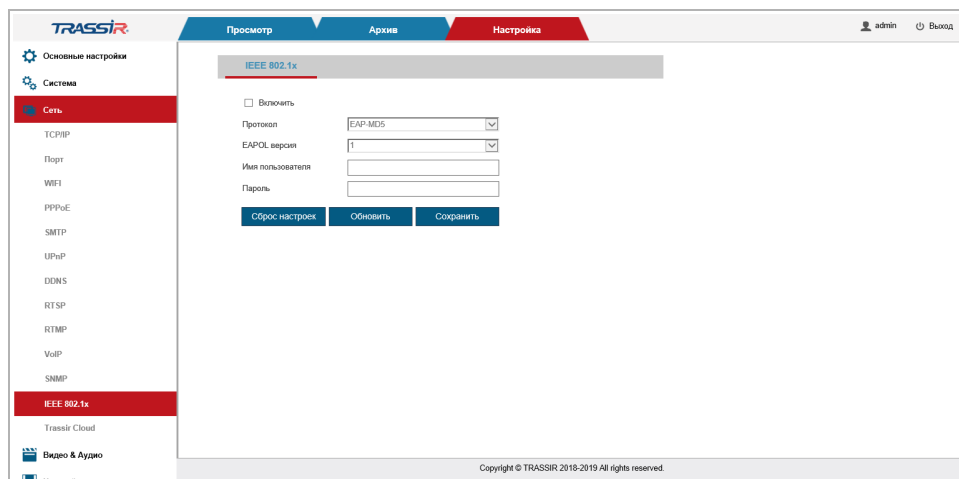 TRASSIR
Просмотр
Архив
Настройка
admin
Выход
Основные настройки
Система
Сеть
TCP/IP
Порт
WIFI
PPPoE
SMTP
UPnP
DDNS
RTSP
RTMP
VoIP
SNMP
IEEE 802.1x
Trassir Cloud
Видео & Аудио
IEEE 802.1x
Включить
Протокол EAP-MD5
EAPOL версия 1
Имя пользователя
Пароль
Сброс настроек Обновить Сохранить
Copyright © TRASSIR 2018-2019 All rights reserved.